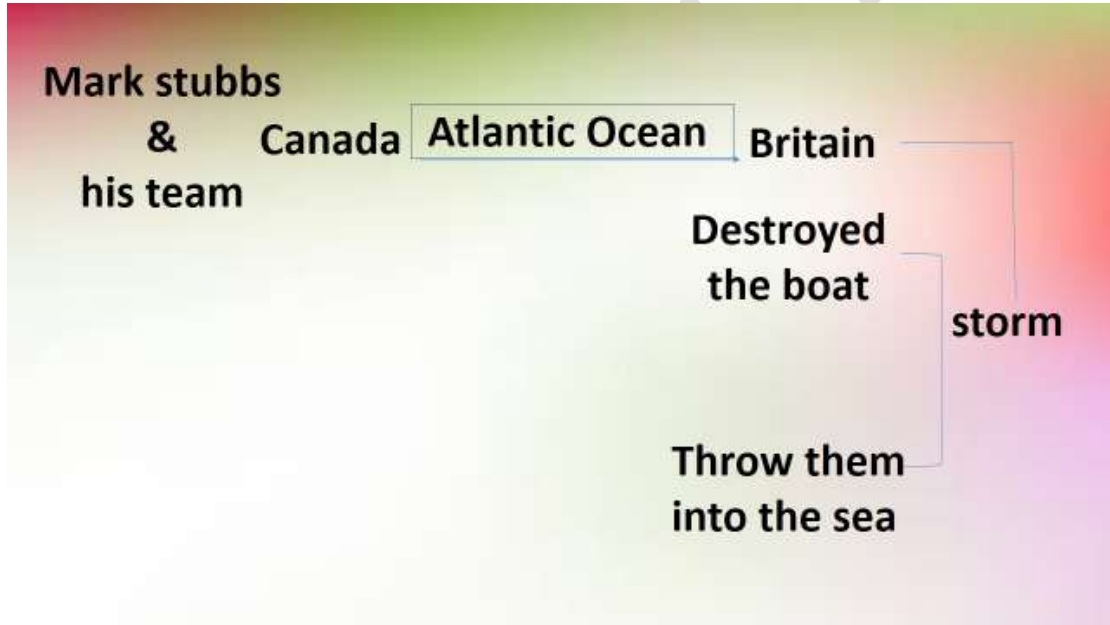 Mark stubbs
&
his team
Canada
Atlantic Ocean
Britain
Destroyed
the boat
storm
Throw them
into the sea